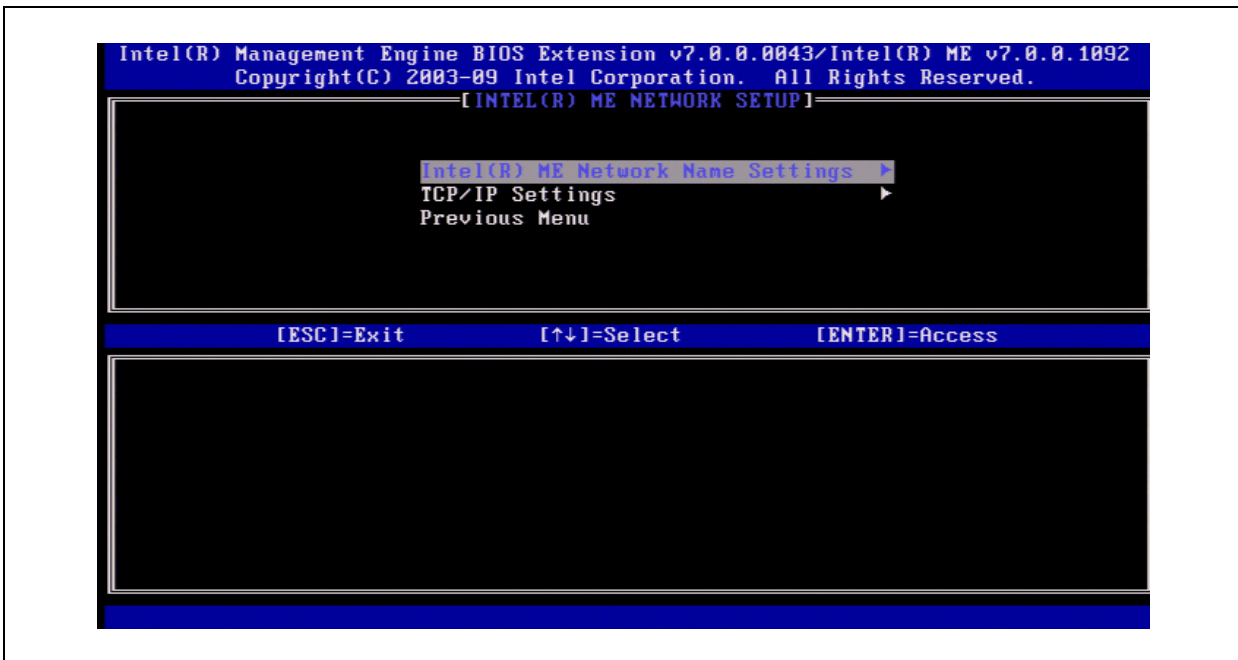 Intel(R) Management Engine BIOS Extension v7.0.0.0043/Intel(R) ME v7.0.0.1092
Copyright(C) 2003-09 Intel Corporation. All Rights Reserved.
[INTEL(R) ME NETWORK SETUP]
Intel(R) ME Network Name Settings ►
TCP/IP Settings ►
Previous Menu
[ESC]=Exit [↑↓]=Select [ENTER]=Access